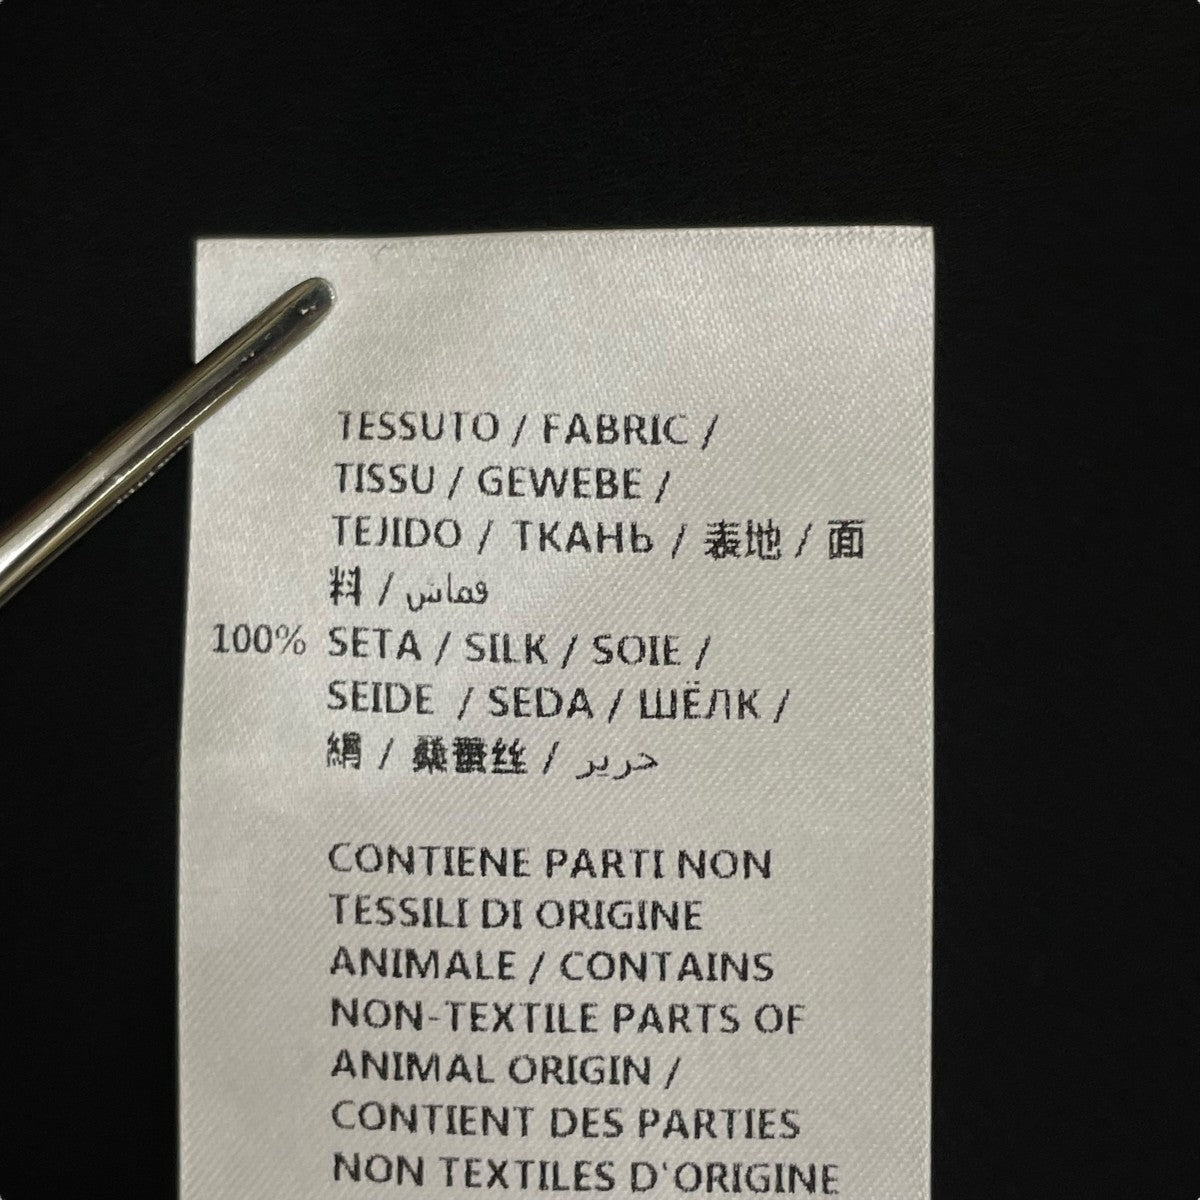 TESSUTO / FABRIC /
TISSU / GEWEBE /
TEJIDO / ТКАНЬ / 表地 / 面
料 / قماش
100% SETA / SILK / SOIE /
SEIDE / SEDA / ШЁЛК /
絹 / 桑蚕丝 / حرير
CONTIENE PARTI NON
TESSILI DI ORIGINE
ANIMALE / CONTAINS
NON-TEXTILE PARTS OF
ANIMAL ORIGIN /
CONTIENT DES PARTIES
NON TEXTILES D'ORIGINE